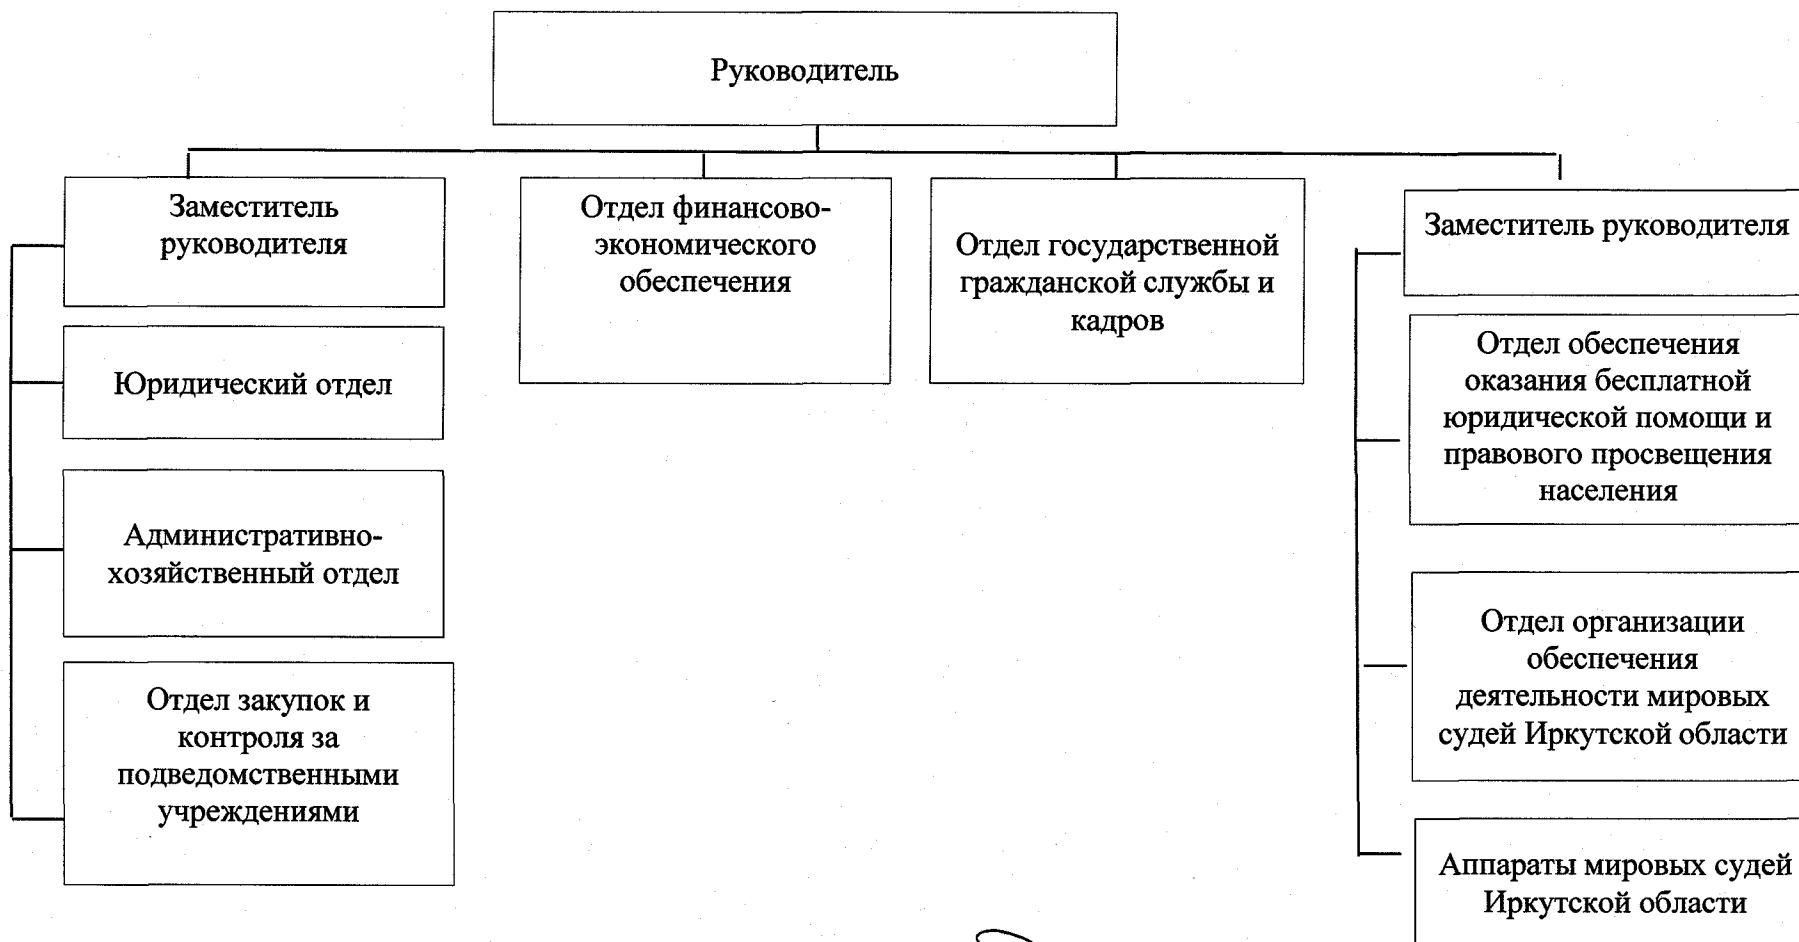 Руководитель
Заместитель
руководителя
Отдел финансово-
экономического
обеспечения
Отдел государственной
гражданской службы и
кадров
Заместитель руководителя
Юридический отдел
Административно-
хозяйственный отдел
Отдел закупок и
контроля за
подведомственными
учреждениями
Отдел обеспечения
оказания бесплатной
юридической помощи и
правового просвещения
населения
Отдел организации
обеспечения
деятельности мировых
судей Иркутской области
Аппараты мировых судей
Иркутской области